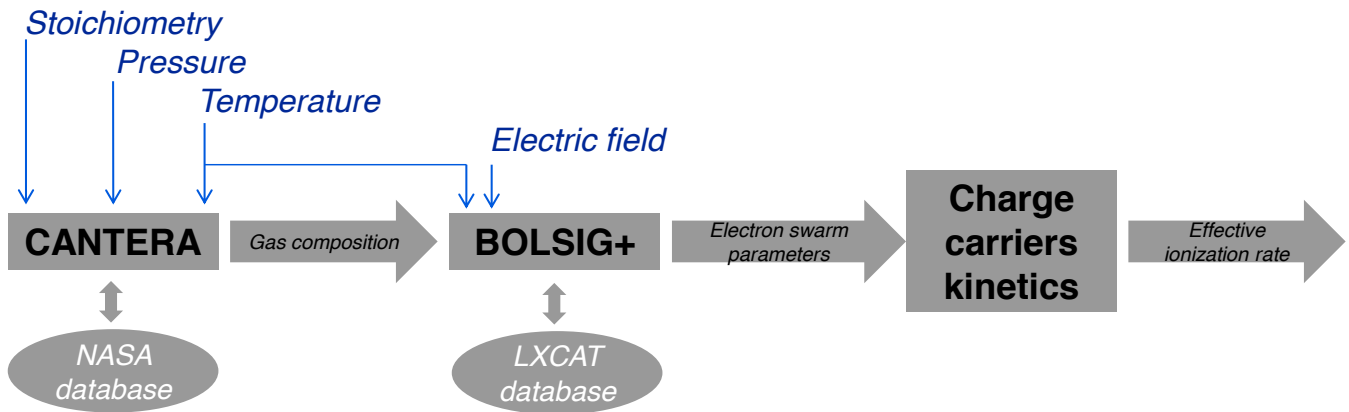 Stoichiometry
Pressure
Temperature
Electric field
CANTERA
Gas composition
BOLSIG+
Electron swarm
parameters
Charge
carriers
kinetics
Effective
ionization rate
NASA
database
LXCAT
database